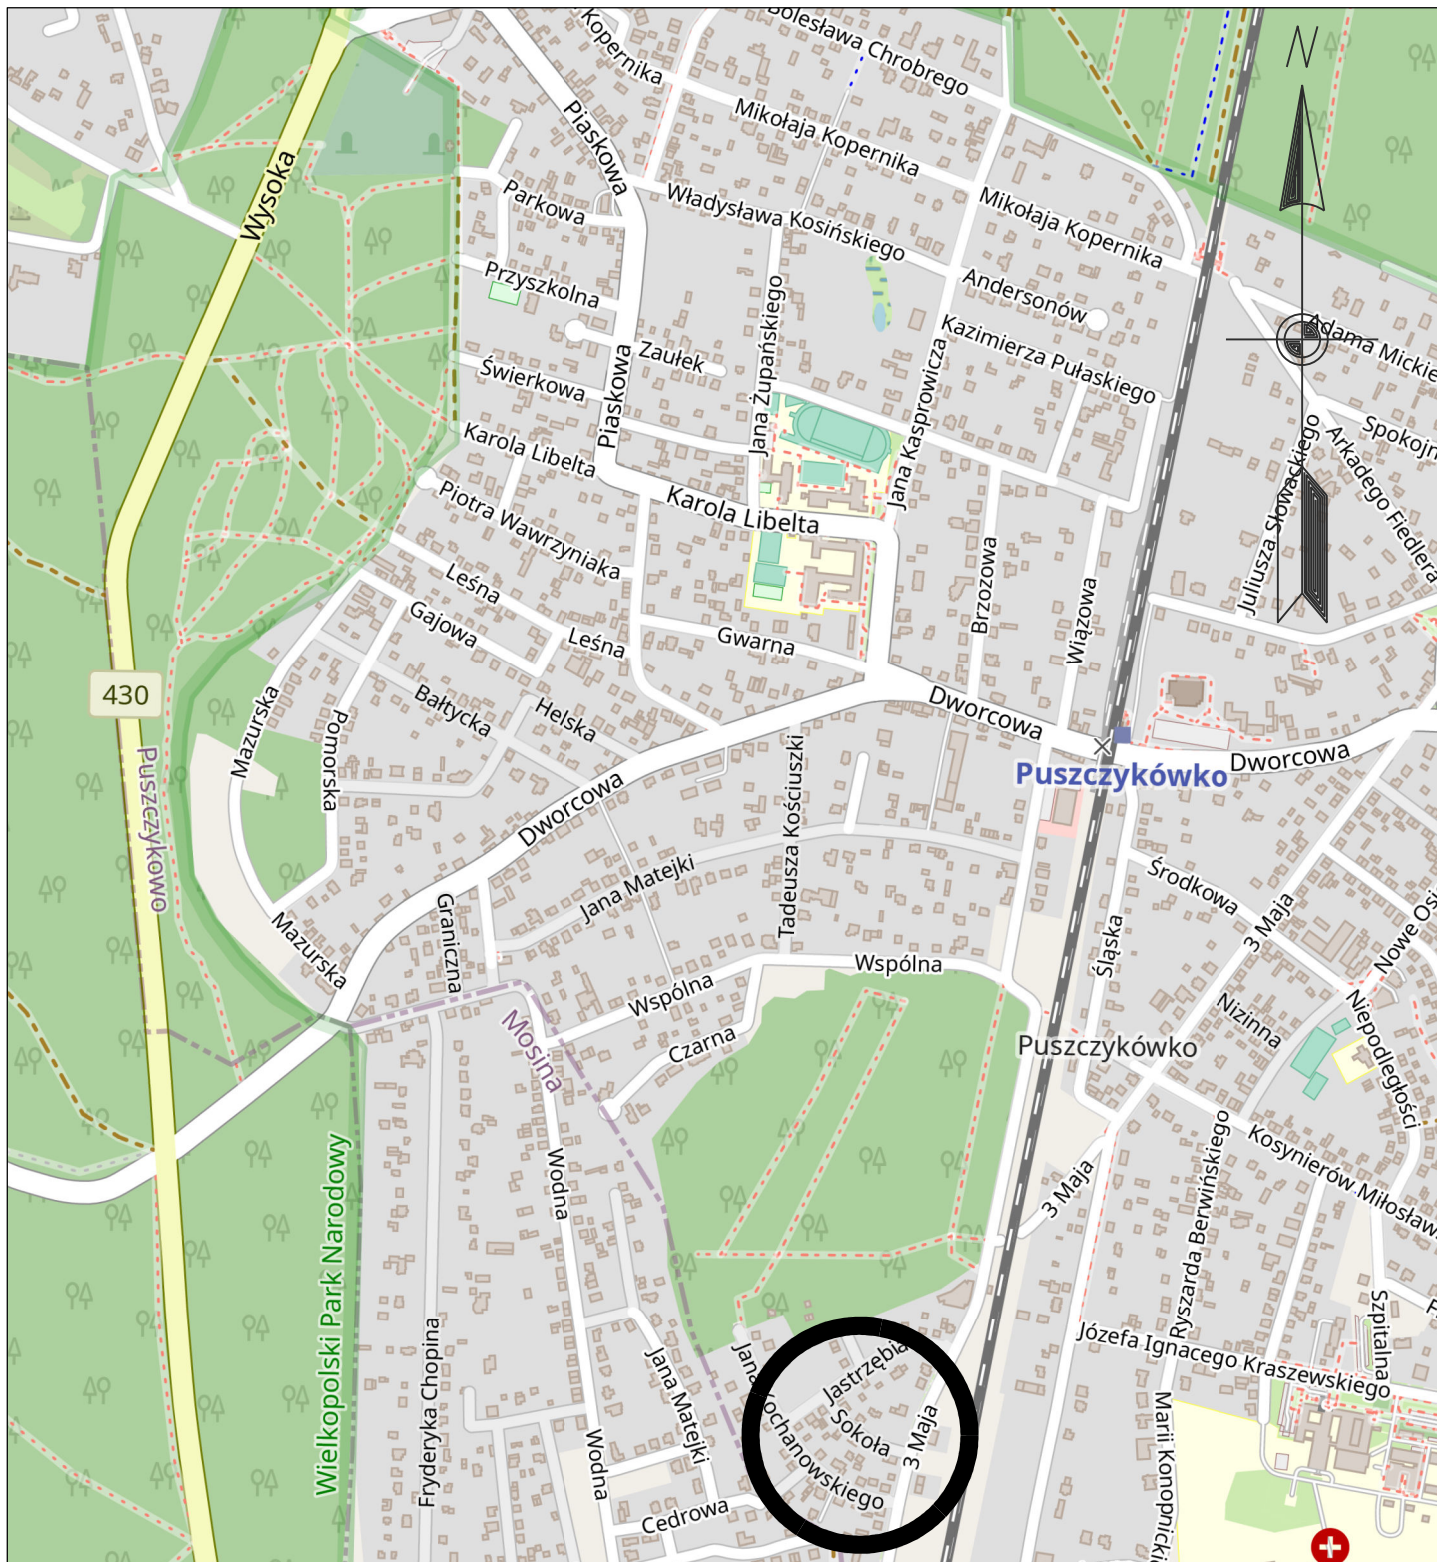 Bolesława Chrobrego
Kopernika
N
Piaskowa
Mikołaja Kopernika
Wysoka
Parkowa
Władysława Kosińskiego
Mikołaja Kopernika
Przyszkolna
Andersonów
Jana Żupańskiego
Kazimierza Pułaskiego
Adama Mickie
Zaułek
Świerkowa
Piaskowa
Jana Kasprowicza
Spokojn
Karola Libelta
Arkadego Fiedlera
Juliusza Słowackiego
Piotra Wawrzyniaka
Karola Libelta
Leśna
Brzozowa
Wiązowa
Gajowa
Leśna
Gwarna
430
Bałtycka
Helska
Dworcowa
Mazurska
Pomorska
Tadeusza Kościuszki
Dworcowa
Puszczykówko
Puszczykowo
Dworcowa
Jana Matejki
Środkowa
3 Maja
Graniczna
Mazurska
Śląska
Nowe Osi
Wspólna
Wspólna
Nizinna
Niepodległości
Mosina
Czarna
Puszczykówko
Wodna
Kosynierów Miłosław
3 Maja
Ryszarda Berwińskiego
Wielkopolski Park Narodowy
Fryderyka Chopina
Szpitalna
F
Józefa Ignacego Kraszewskiego
Jana Matejki
Jastrzębia
Jana Kochanowskiego
Sokoła
3 Maja
Marii Konopnickie
Wodna
Cedrowa